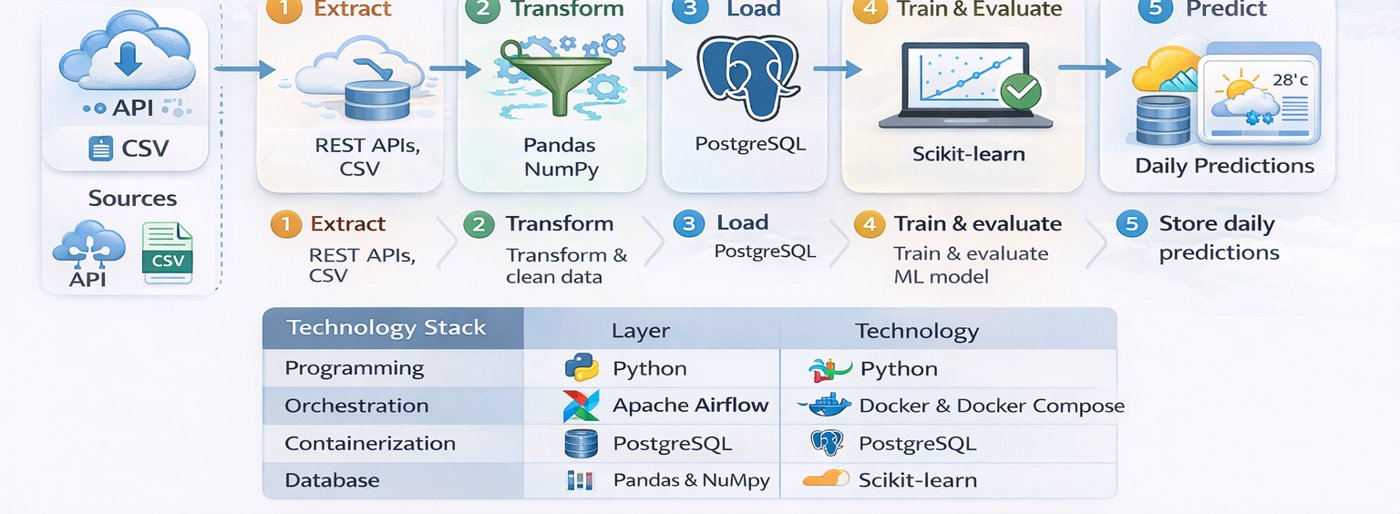 1 Extract
2 Transform
3 Load
4 Train & Evaluate
5 Predict
API
CSV
Sources
API
CSV
REST APIs,
CSV
Pandas
NumPy
PostgreSQL
Scikit-learn
28'c
Daily Predictions
1 Extract
REST APIs,
CSV
2 Transform
Transform &
clean data
3 Load
PostgreSQL
4 Train & evaluate
Train & evaluate
ML model
5 Store daily
predictions
Technology Stack Layer Technology
Programming Python Python
Orchestration Apache Airflow Docker & Docker Compose
Containerization PostgreSQL PostgreSQL
Database Pandas & NuMpy Scikit-learn